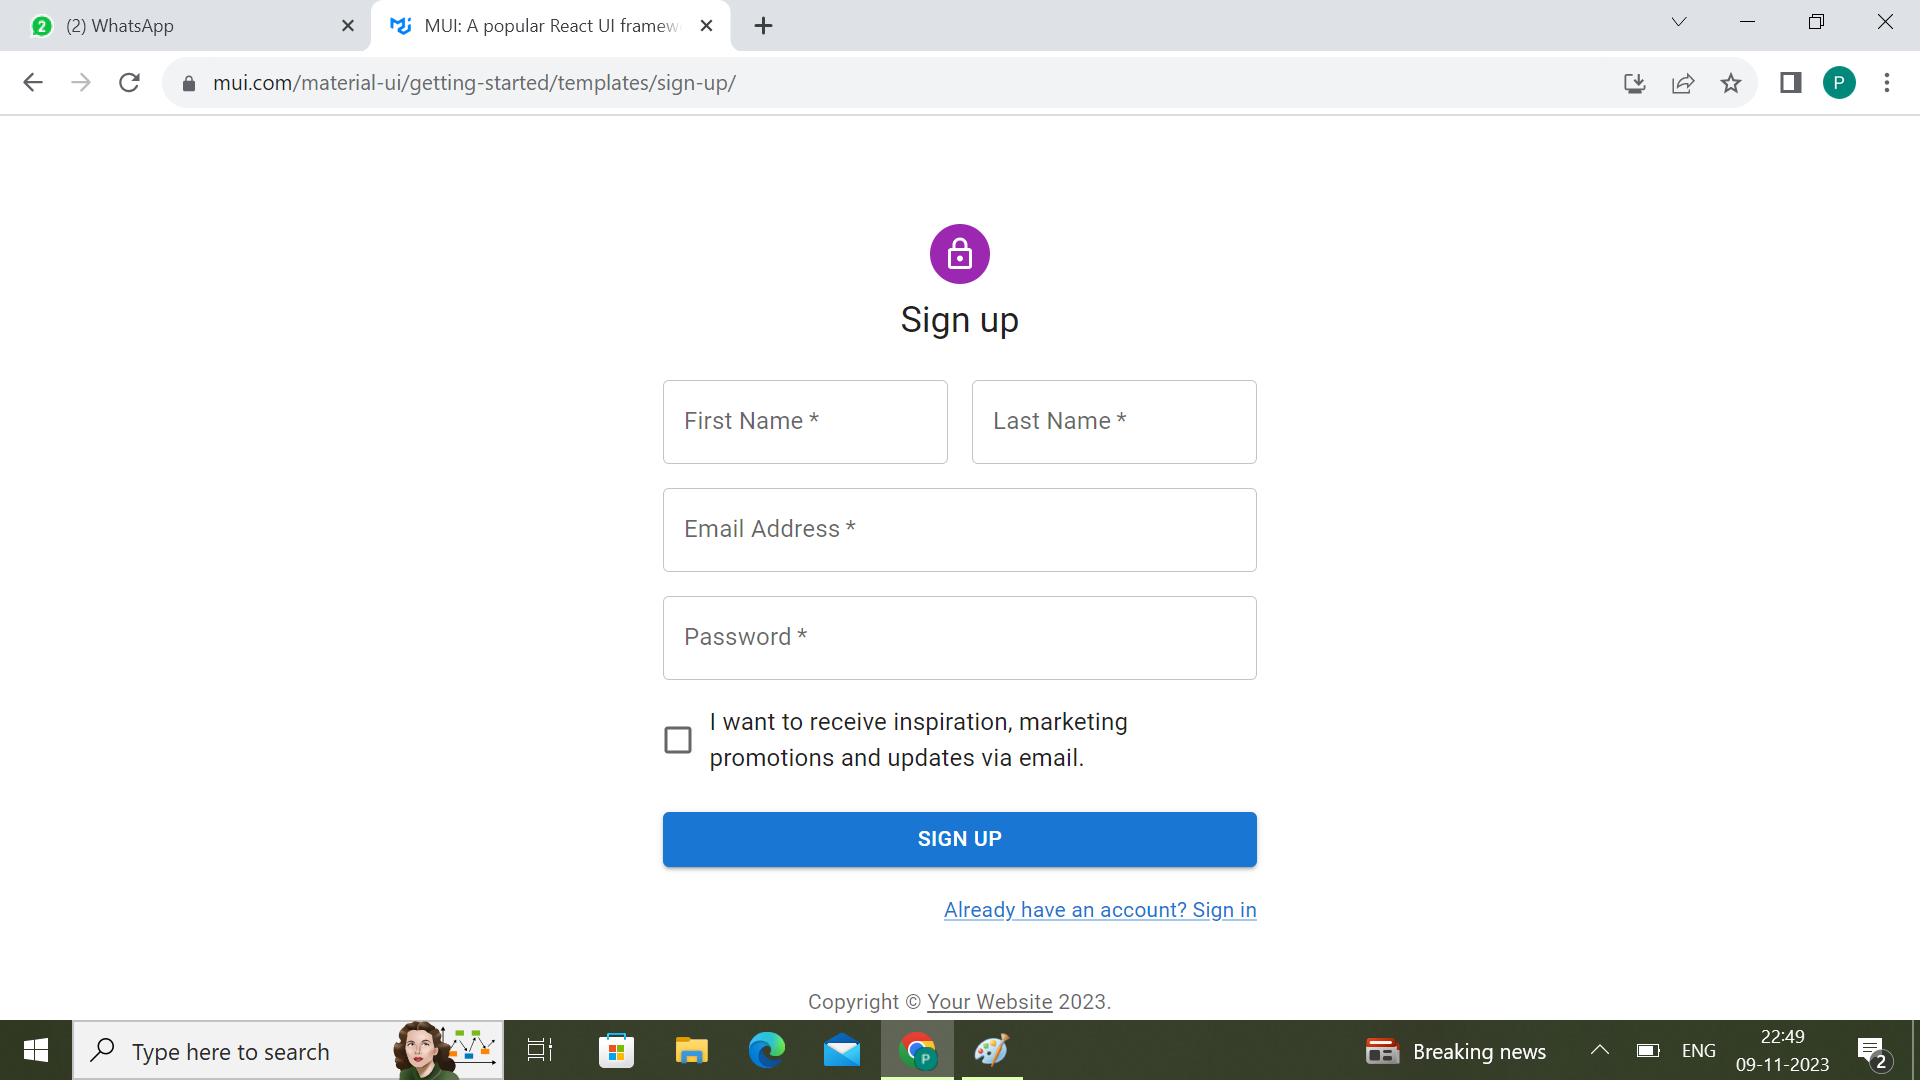 2 (2) WhatsApp
MUI: A popular React UI framew
mui.com/material-ui/getting-started/templates/sign-up/
P
Sign up
First Name *
Last Name *
Email Address *
Password *
I want to receive inspiration, marketing
promotions and updates via email.
SIGN UP
Already have an account? Sign in
Copyright © Your Website 2023.
Type here to search
P
Breaking news
ENG
22:49
09-11-2023
2